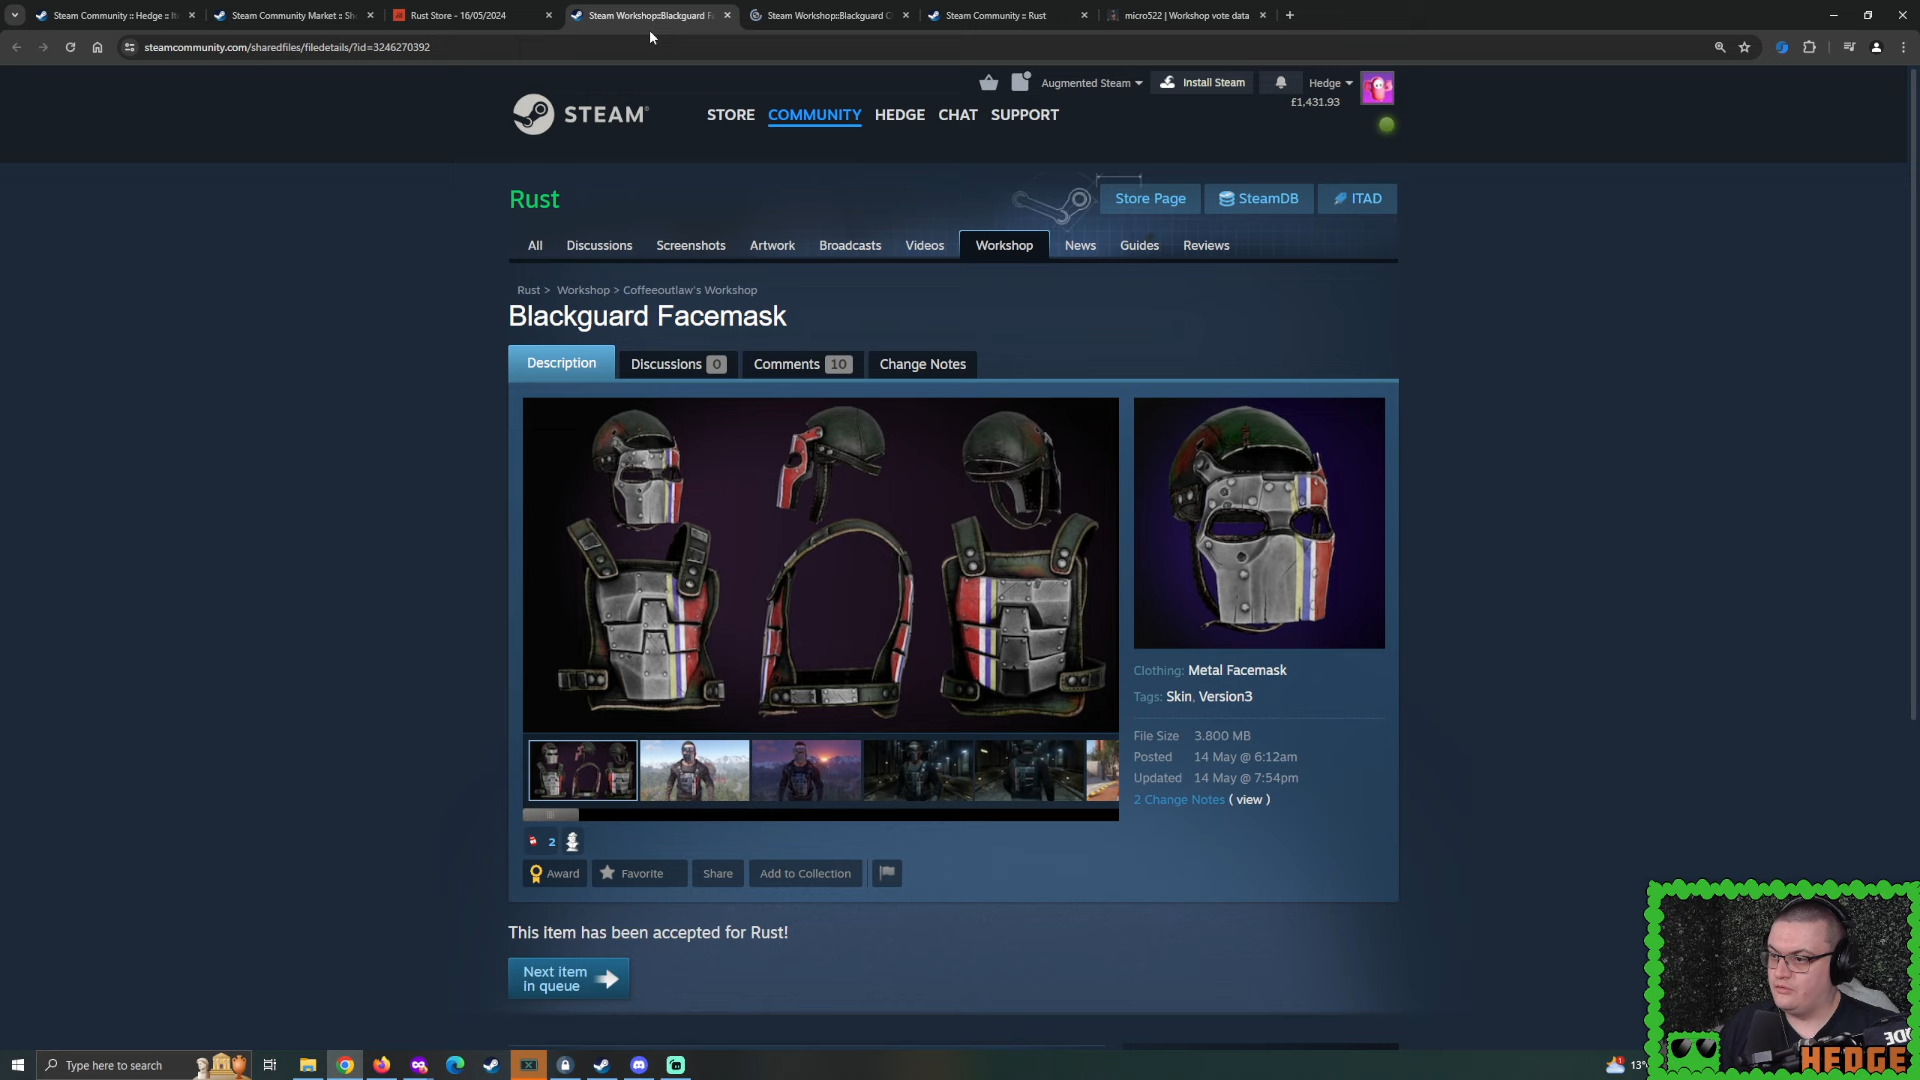 Steam Community :: Hedge :: It
Steam Community Market :: Sho
Rust Store - 16/05/2024
Steam Workshop::Blackguard F
Steam Workshop::Blackguard C
Steam Community :: Rust
micro522 | Workshop vote data
steamcommunity.com/sharedfiles/filedetails/?id=3246270392
Augmented Steam
Install Steam
Hedge
£1,431.93
STEAM
STORE COMMUNITY HEDGE CHAT SUPPORT
Rust
Store Page
SteamDB
ITAD
All Discussions Screenshots Artwork Broadcasts Videos Workshop News Guides Reviews
Rust > Workshop > Coffeeoutlaw's Workshop
Blackguard Facemask
Description
Discussions 0
Comments 10
Change Notes
Clothing: Metal Facemask
Tags: Skin, Version3
File Size 3.800 MB
Posted 14 May @ 6:12am
Updated 14 May @ 7:54pm
2 Change Notes ( view )
2
Award
Favorite
Share
Add to Collection
This item has been accepted for Rust!
Next item
in queue
Type here to search
13°
HEDGE